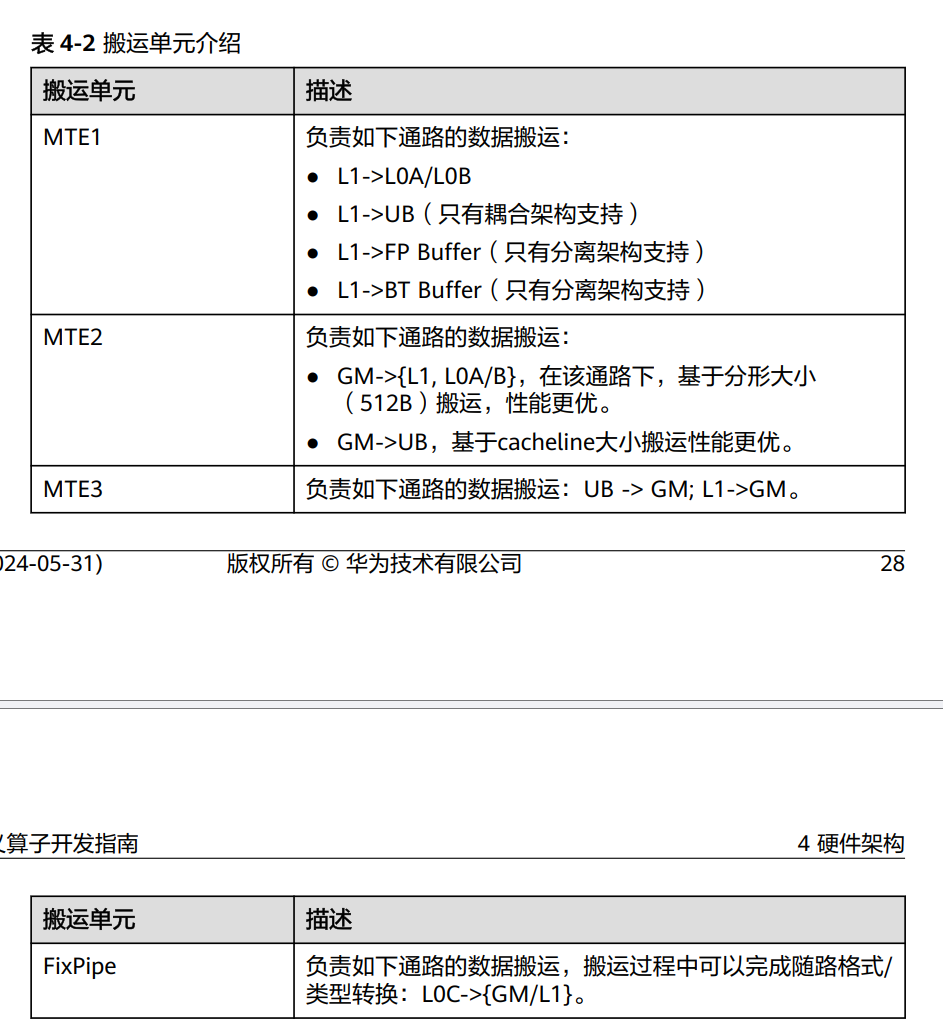 表 4-2 搬运单元介绍
搬运单元 描述
MTE1 负责如下通路的数据搬运：
● L1->L0A/L0B
● L1->UB（只有耦合架构支持）
● L1->FP Buffer（只有分离架构支持）
● L1->BT Buffer（只有分离架构支持）
MTE2 负责如下通路的数据搬运：
● GM->{L1, L0A/B}，在该通路下，基于分形大小
（512B）搬运，性能更优。
● GM->UB，基于cacheline大小搬运性能更优。
MTE3 负责如下通路的数据搬运：UB -> GM; L1->GM。
24-05-31) 版权所有 © 华为技术有限公司 28
算子开发指南 4 硬件架构
搬运单元 描述
FixPipe 负责如下通路的数据搬运，搬运过程中可以完成随路格式/
类型转换：L0C->{GM/L1}。